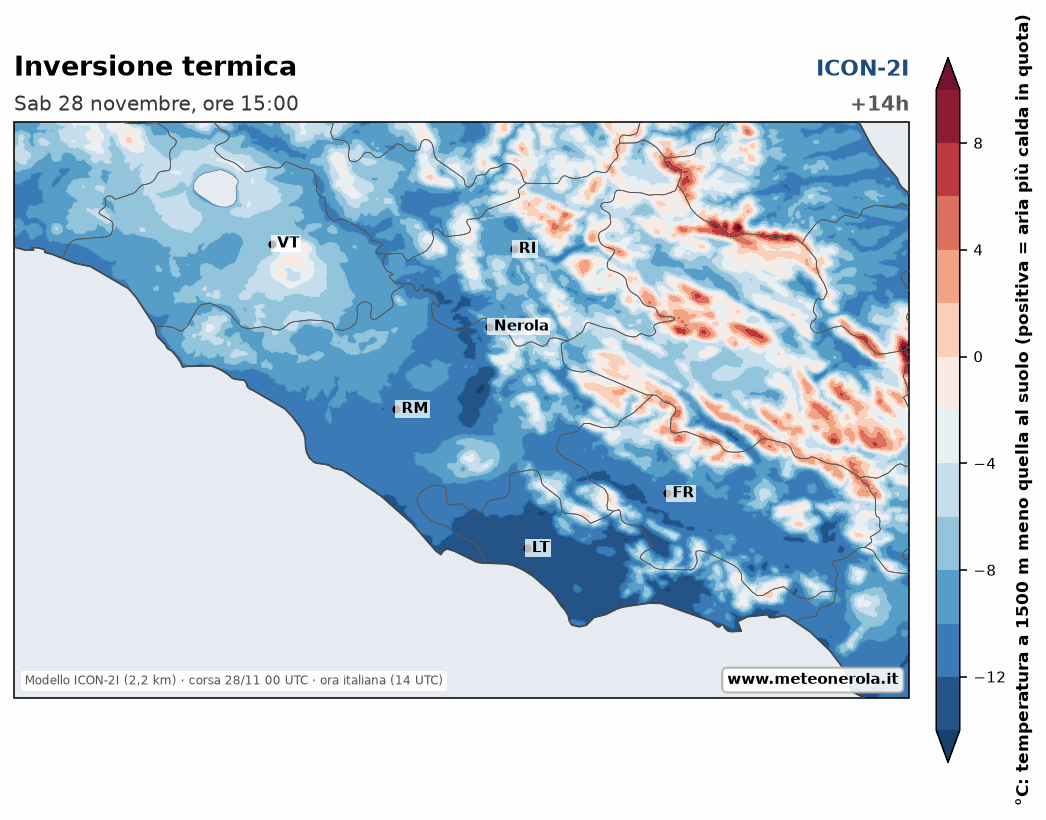 Inversione termica
ICON-2I
Sab 28 novembre, ore 15:00
+14h
VT
RI
Nerola
RM
FR
LT
8
4
0
−4
−8
−12
°C: temperatura a 1500 m meno quella al suolo (positiva = aria più calda in quota)
Modello ICON-2I (2,2 km) · corsa 28/11 00 UTC · ora italiana (14 UTC)
www.meteonerola.it